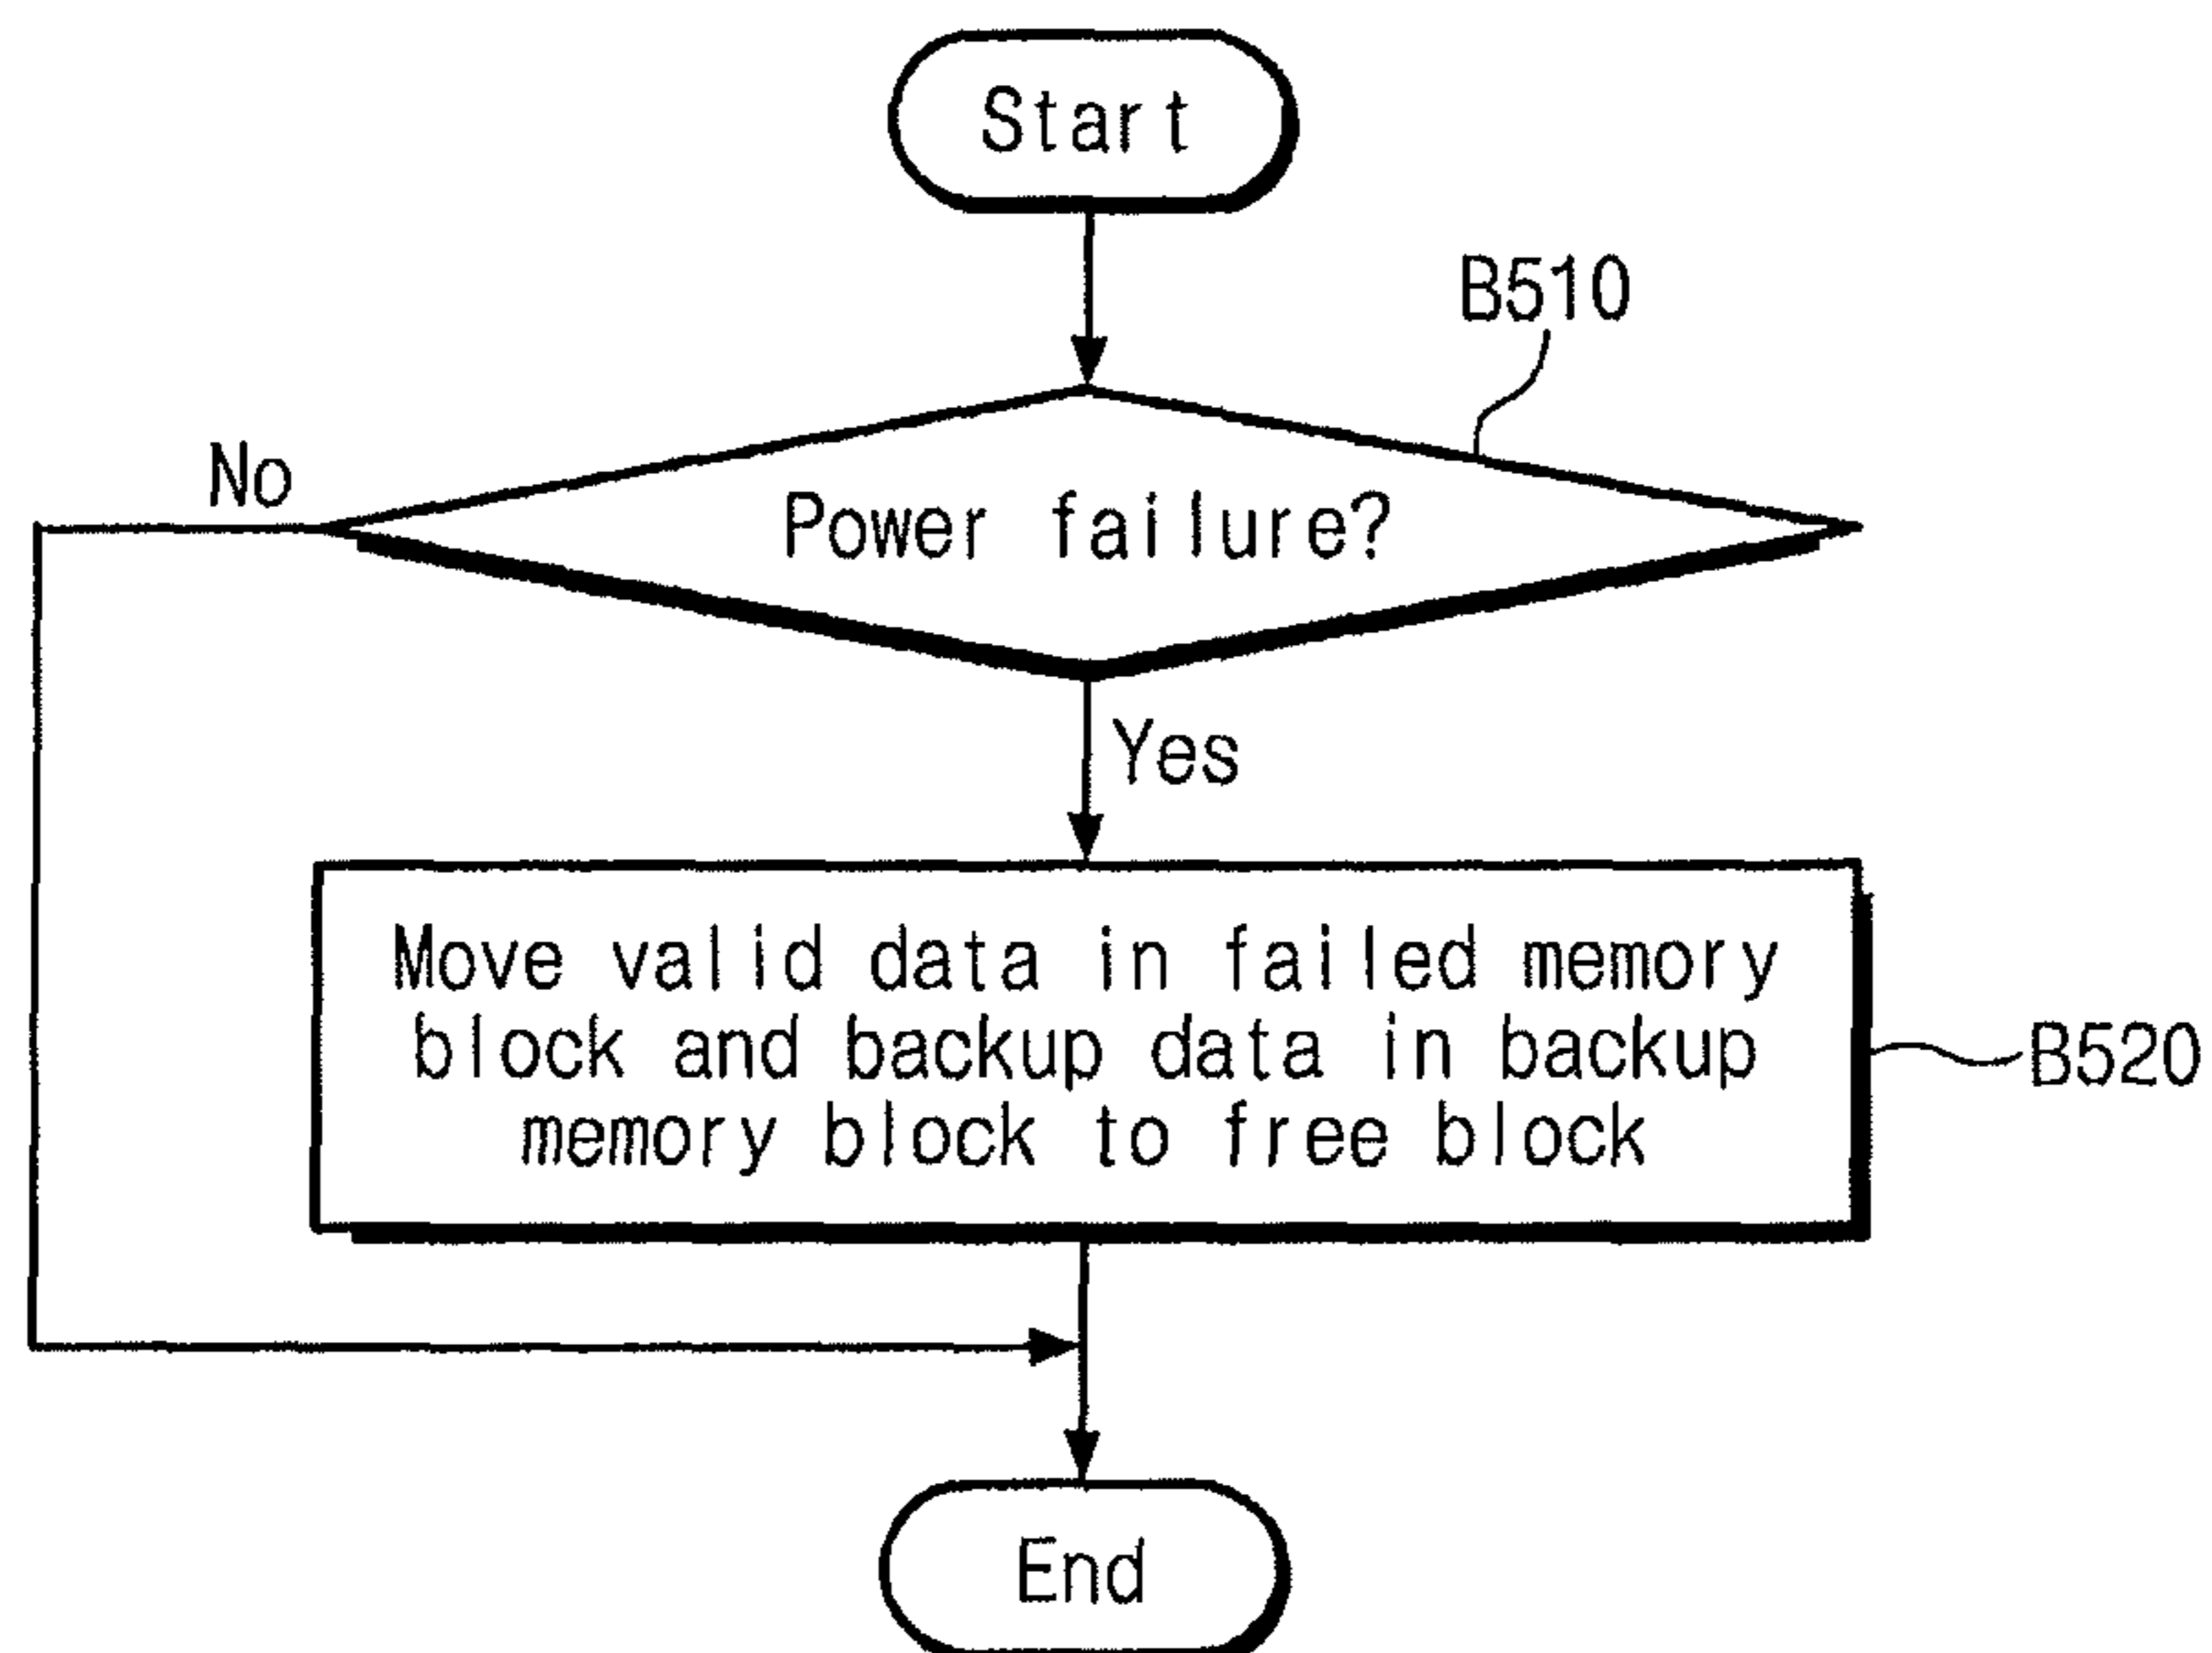 Start
B510
No
Power failure?
Yes
Move valid data in failed memory
block and backup data in backup
memory block to free block
B520
End